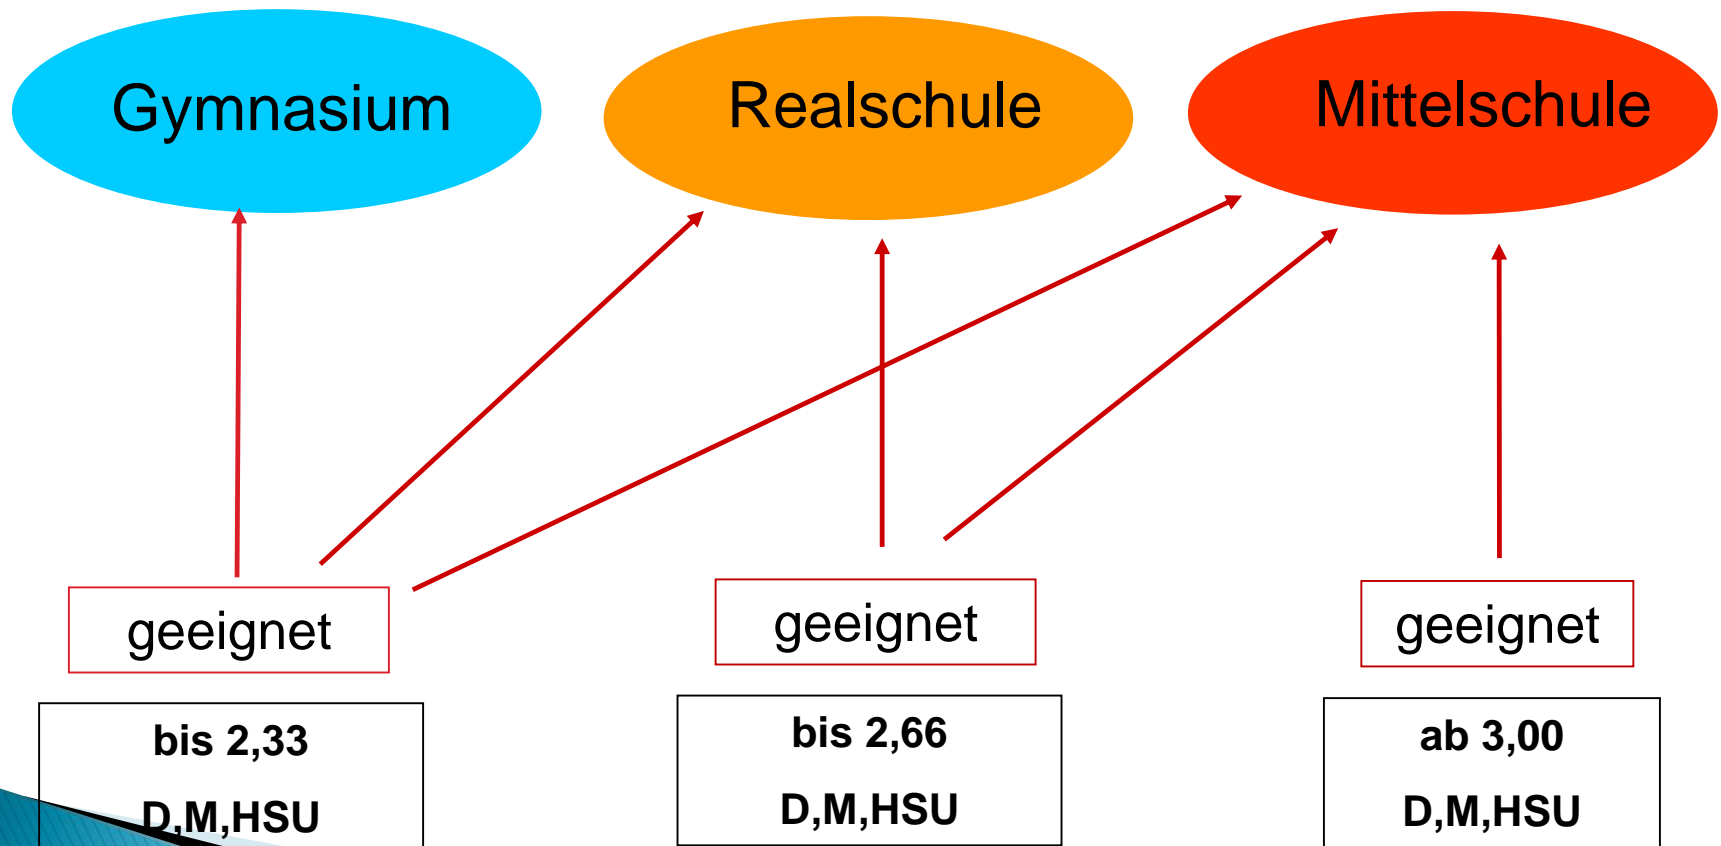 Gymnasium
Realschule
Mittelschule
geeignet
geeignet
geeignet
bis 2,33
D,M,HSU
bis 2,66
D,M,HSU
ab 3,00
D,M,HSU